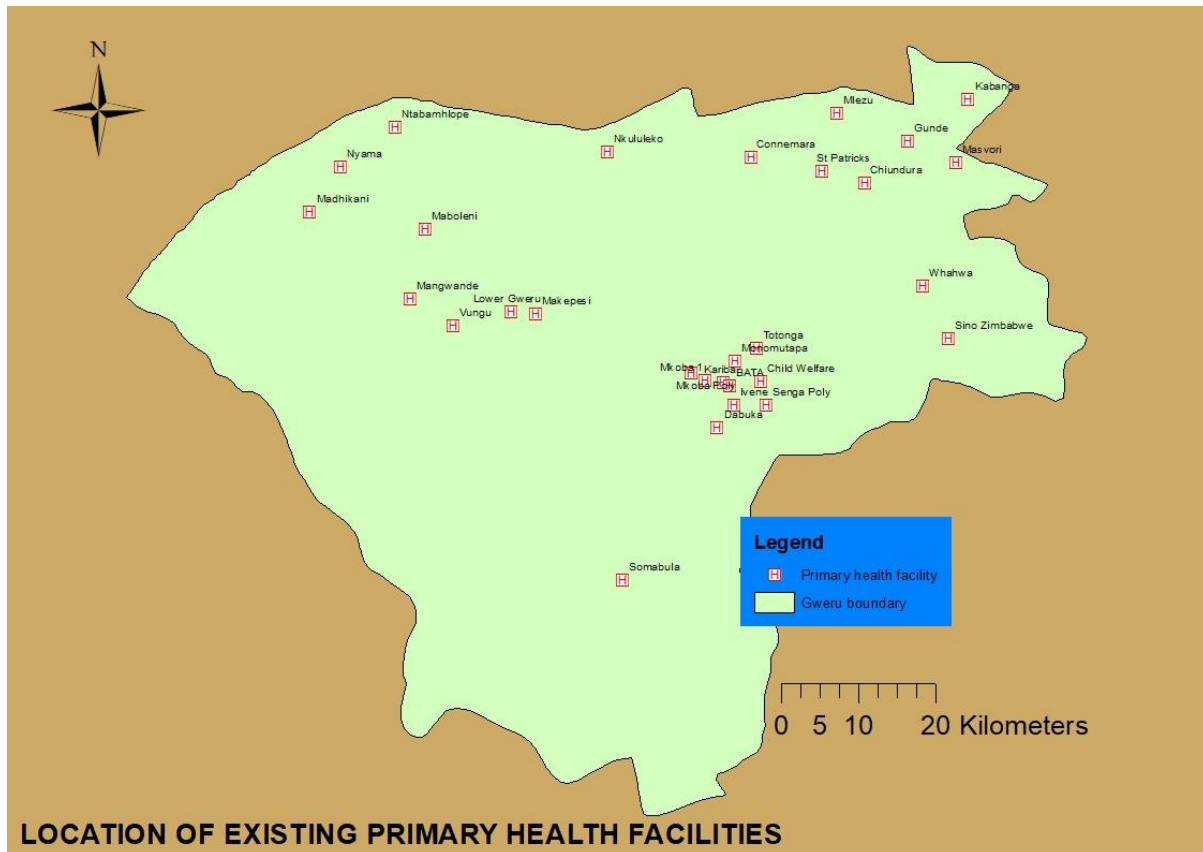 N
Kabanga
Mlezu
Ntabamhlope
Gunde
Nkululeko
Connemara
Masvori
Nyama
St Patricks
Chiundura
Madhikani
Maboleni
Whahwa
Mangwande
Lower Gweru
Makepesi
Vungu
Sino Zimbabwe
Totonga
Monomutapa
Mkoba 1
Kariba
BATA
Child Welfare
Mkoba Poly
Ivene
Senga Poly
Dabuka
Somabula
Legend
H Primary health facility
Gweru boundary
0 5 10 20 Kilometers
LOCATION OF EXISTING PRIMARY HEALTH FACILITIES